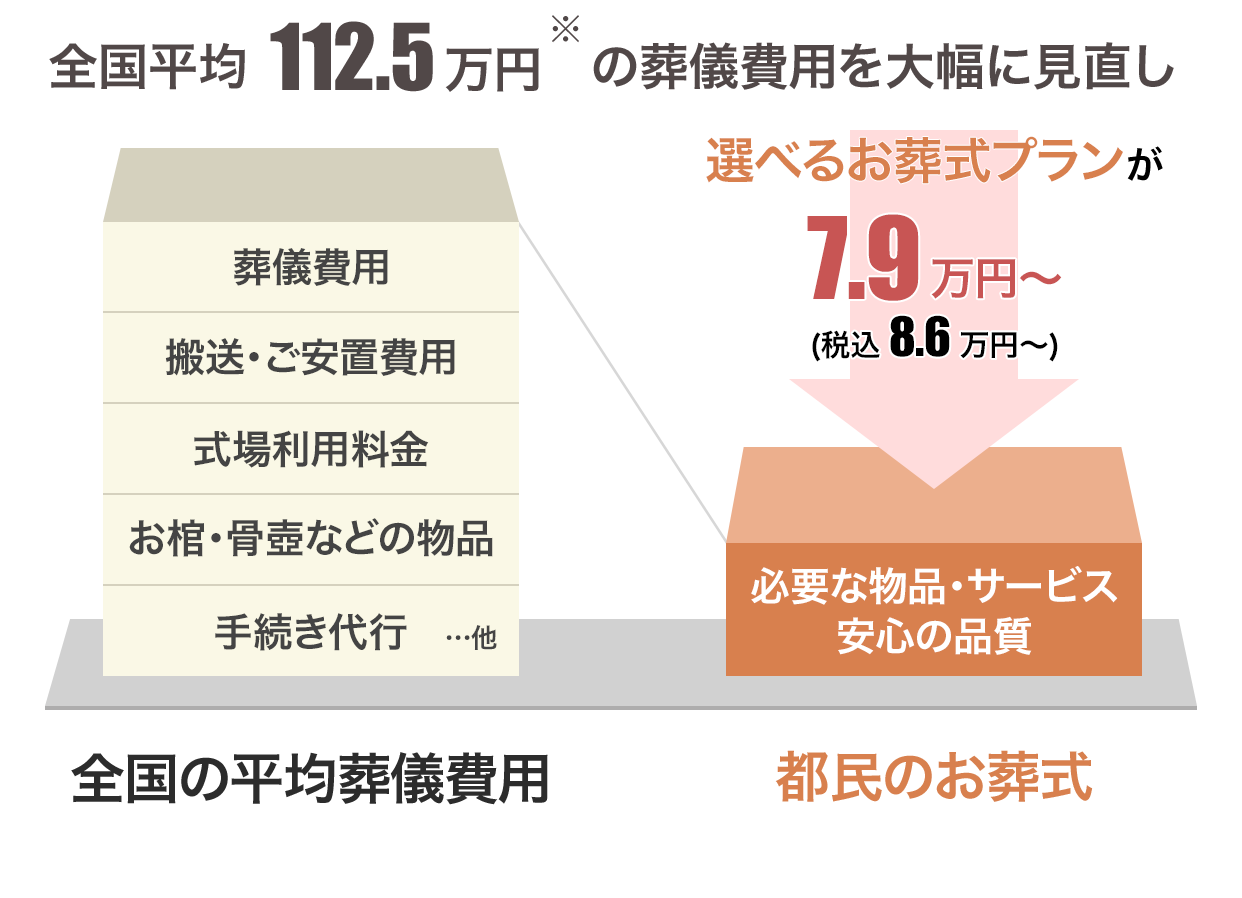 全国平均 112.5 万円※の葬儀費用を大幅に見直し
選べるお葬式プランが
7.9 万円～
(税込 8.6 万円～)
葬儀費用
搬送・ご安置費用
式場利用料金
お棺・骨壺などの物品
手続き代行 …他
必要な物品・サービス
安心の品質
全国の平均葬儀費用
都民のお葬式